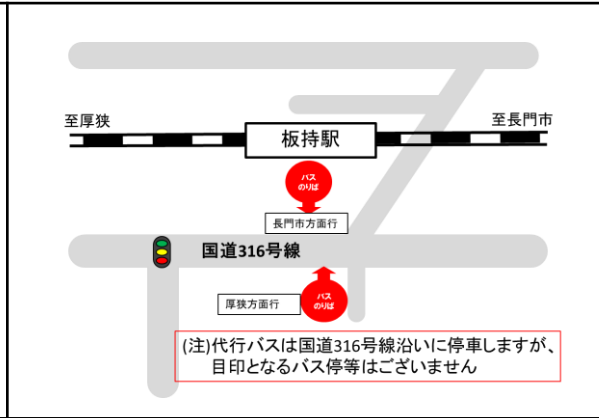 至厚狭
至長門市
板持駅
バス
のりば
長門市方面行
国道316号線
厚狭方面行
バス
のりば
(注)代行バスは国道316号線沿いに停車しますが、
目印となるバス停等はございません